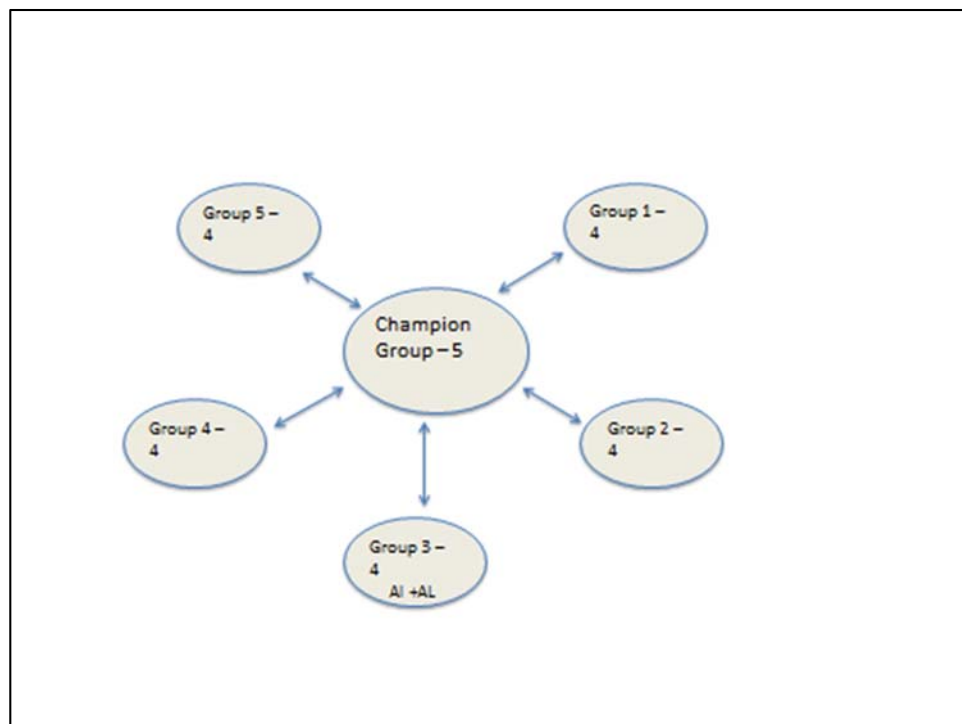 Group 5 –
4
Group 1 –
4
Champion
Group – 5
Group 4 –
4
Group 2 –
4
Group 3 –
4
AI +AL